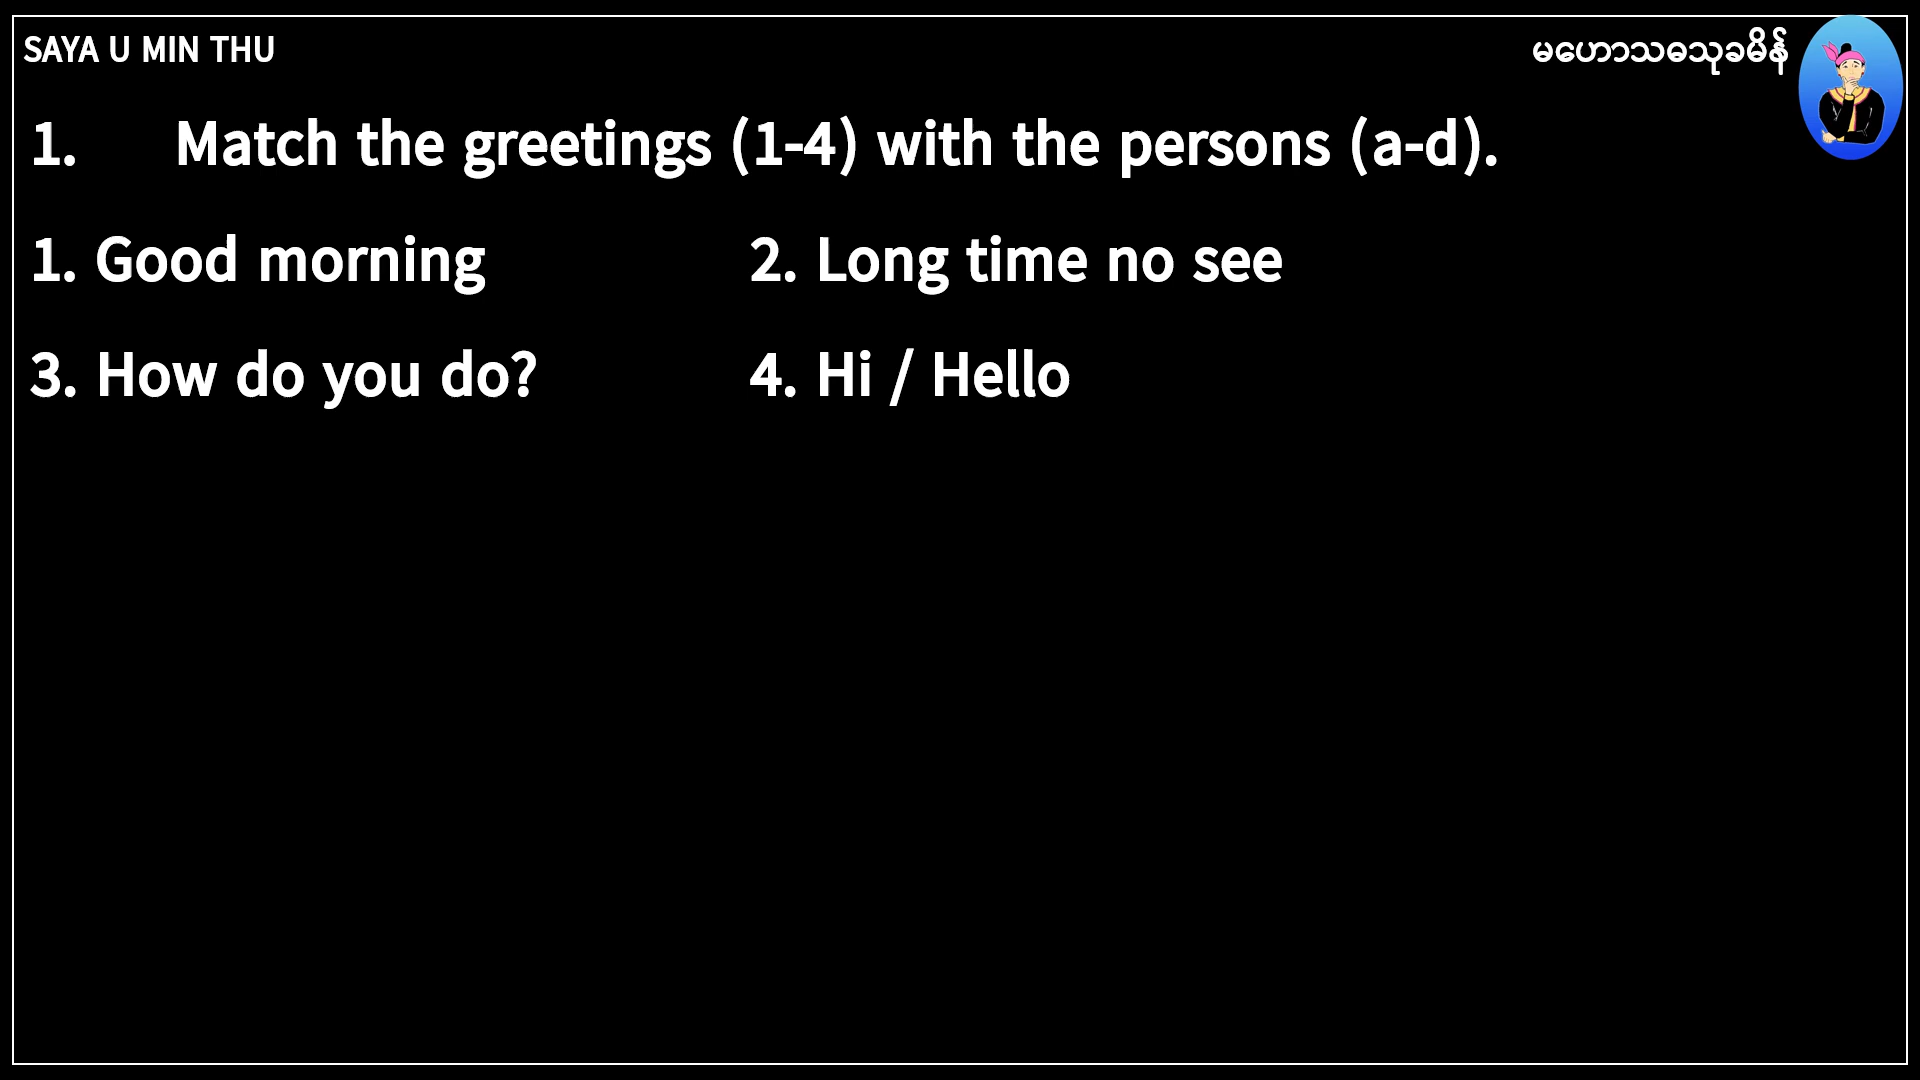 SAYA U MIN THU
မဟောသဓသုခမိန်
1. Match the greetings (1-4) with the persons (a-d).
1. Good morning 2. Long time no see
3. How do you do? 4. Hi / Hello